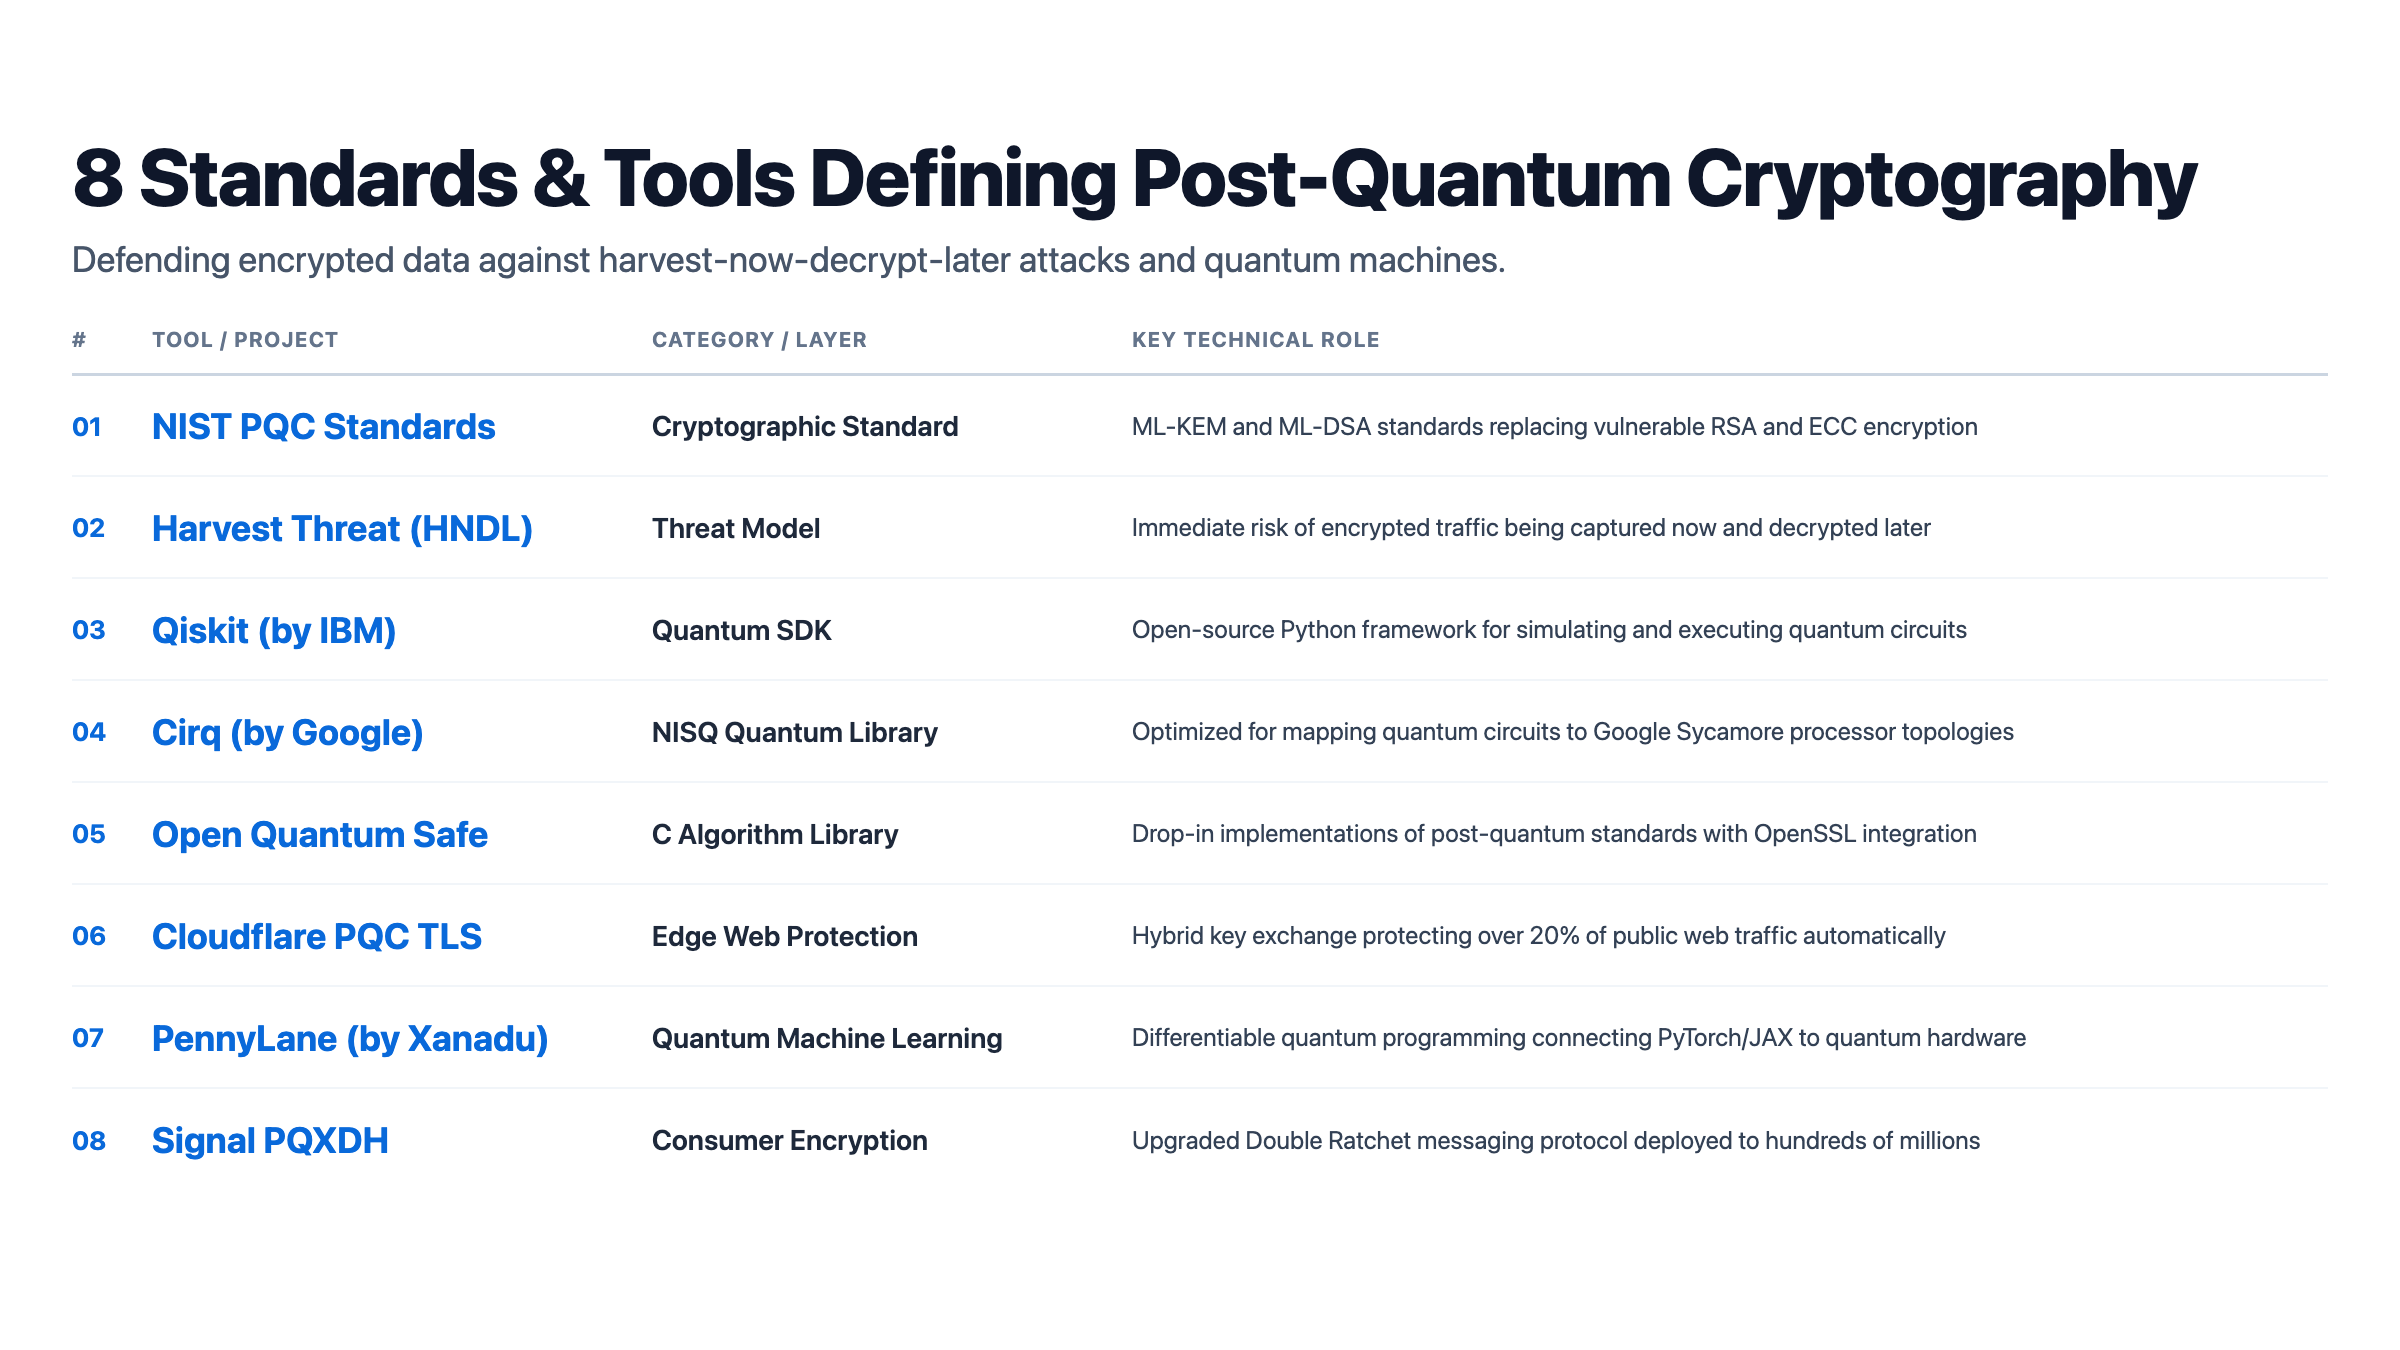 8 Standards & Tools Defining Post-Quantum Cryptography
Defending encrypted data against harvest-now-decrypt-later attacks and quantum machines.
# TOOL / PROJECT CATEGORY / LAYER KEY TECHNICAL ROLE
01 NIST PQC Standards Cryptographic Standard ML-KEM and ML-DSA standards replacing vulnerable RSA and ECC encryption
02 Harvest Threat (HNDL) Threat Model Immediate risk of encrypted traffic being captured now and decrypted later
03 Qiskit (by IBM) Quantum SDK Open-source Python framework for simulating and executing quantum circuits
04 Cirq (by Google) NISQ Quantum Library Optimized for mapping quantum circuits to Google Sycamore processor topologies
05 Open Quantum Safe C Algorithm Library Drop-in implementations of post-quantum standards with OpenSSL integration
06 Cloudflare PQC TLS Edge Web Protection Hybrid key exchange protecting over 20% of public web traffic automatically
07 PennyLane (by Xanadu) Quantum Machine Learning Differentiable quantum programming connecting PyTorch/JAX to quantum hardware
08 Signal PQXDH Consumer Encryption Upgraded Double Ratchet messaging protocol deployed to hundreds of millions